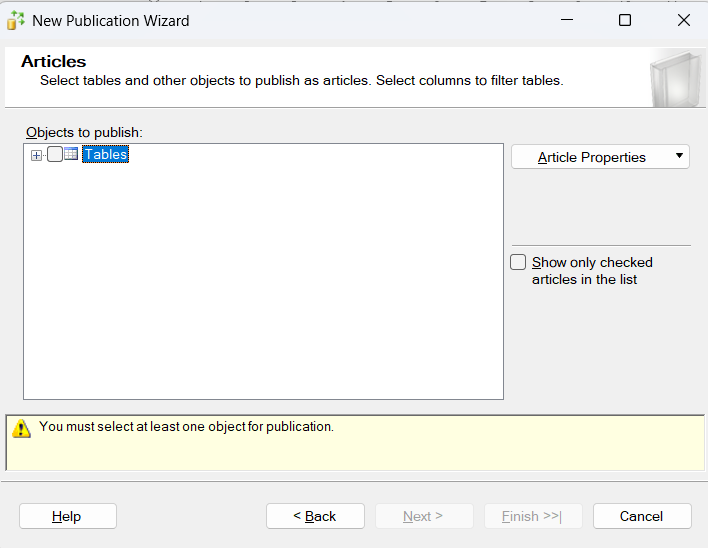 New Publication Wizard
Articles
Select tables and other objects to publish as articles. Select columns to filter tables.
Objects to publish:
Tables
Article Properties
Show only checked
articles in the list
You must select at least one object for publication.
Help
< Back
Next >
Finish >>|
Cancel